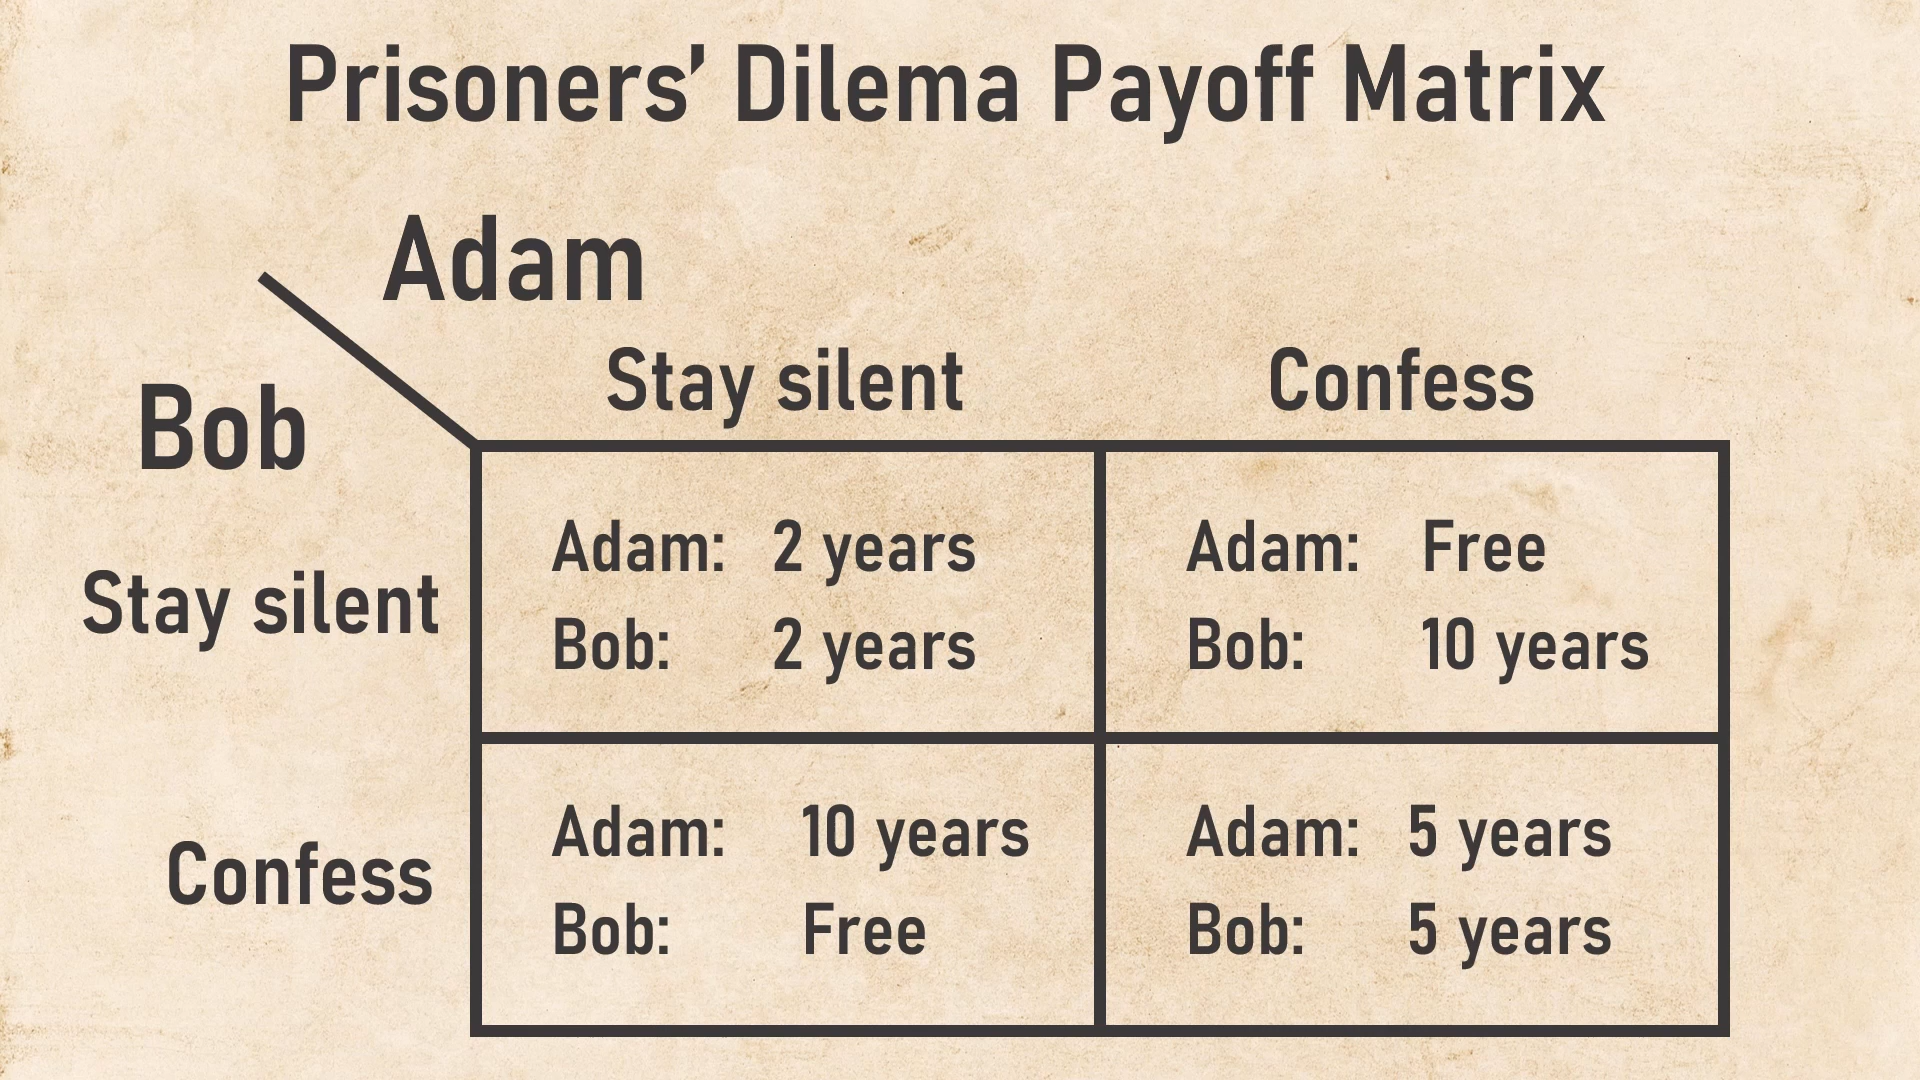 Prisoners’ Dilema Payoff Matrix
Adam
Bob
Stay silent Confess
Stay silent
Adam: 2 years
Bob: 2 years
Adam: Free
Bob: 10 years
Confess
Adam: 10 years
Bob: Free
Adam: 5 years
Bob: 5 years